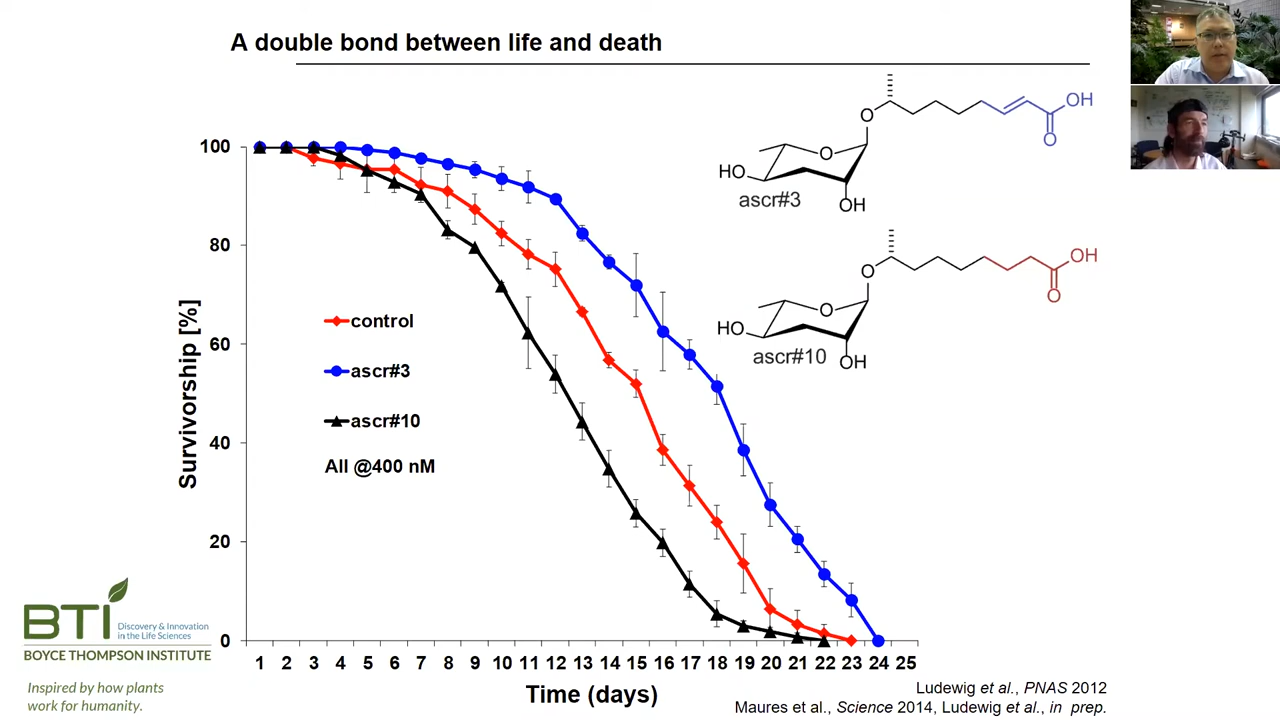 A double bond between life and death
OH
O
O
O
HO
ascr#3
OH
OH
O
O
O
HO
ascr#10
OH
Survivorship [%]
100
80
60
40
20
0
control
ascr#3
ascr#10
All @400 nM
1 2 3 4 5 6 7 8 9 10 11 12 13 14 15 16 17 18 19 20 21 22 23 24 25
Time (days)
BTI
Discovery & Innovation
in the Life Sciences
BOYCE THOMPSON INSTITUTE
Inspired by how plants
work for humanity.
Ludewig et al., PNAS 2012
Maures et al., Science 2014, Ludewig et al., in prep.